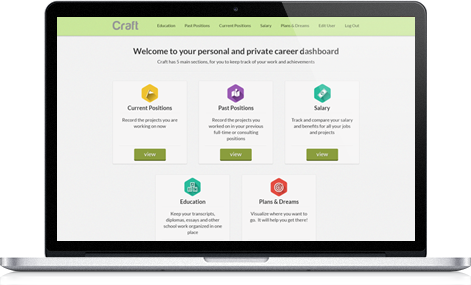 Craft Education Past Positions Current Positions Salary Plans & Dreams Edit User Log Out
Welcome to your personal and private career dashboard
Craft has 5 main sections, for you to keep track of your work and achievements
Current Positions
Record the projects you are
working on now
view
Past Positions
Record the projects you
worked on in your previous
full-time or consulting
positions
view
Salary
Track and compare your salary
and benefits for all your jobs
and projects
view
Education
Keep your transcripts,
diplomas, essays and other
school work organized in one
place
Plans & Dreams
Visualize where you want to
go. It will help you get there!